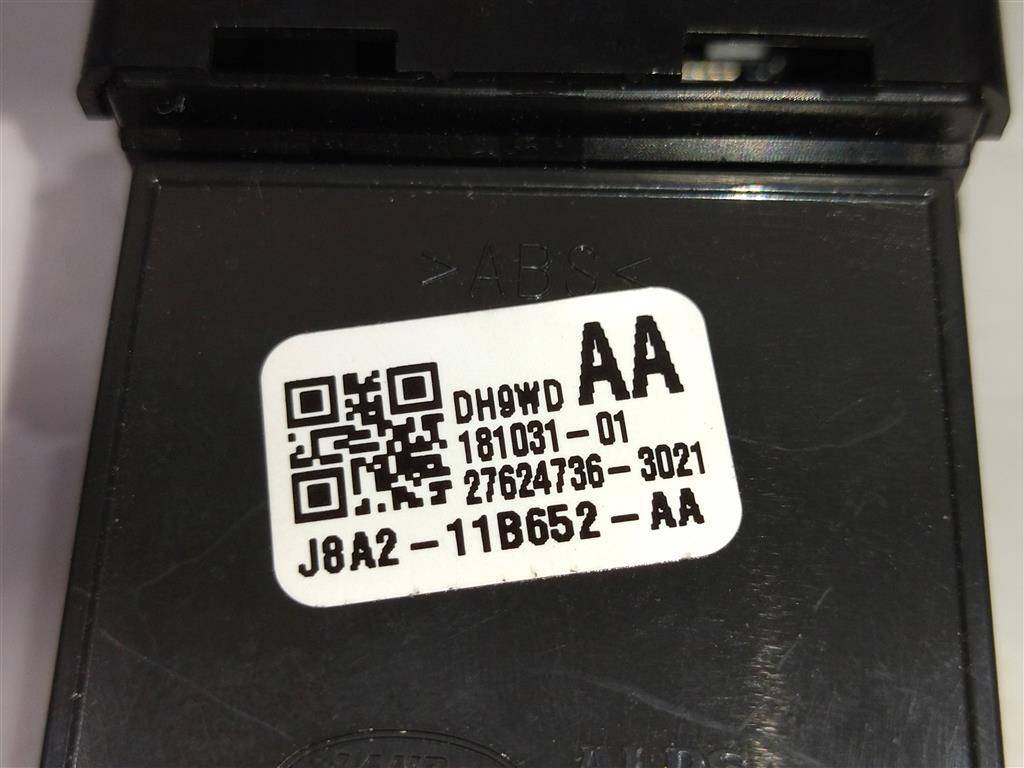 >ABS<
AA
DH9WD
181031-01
27624736-3021
J8A2-11B652-AA